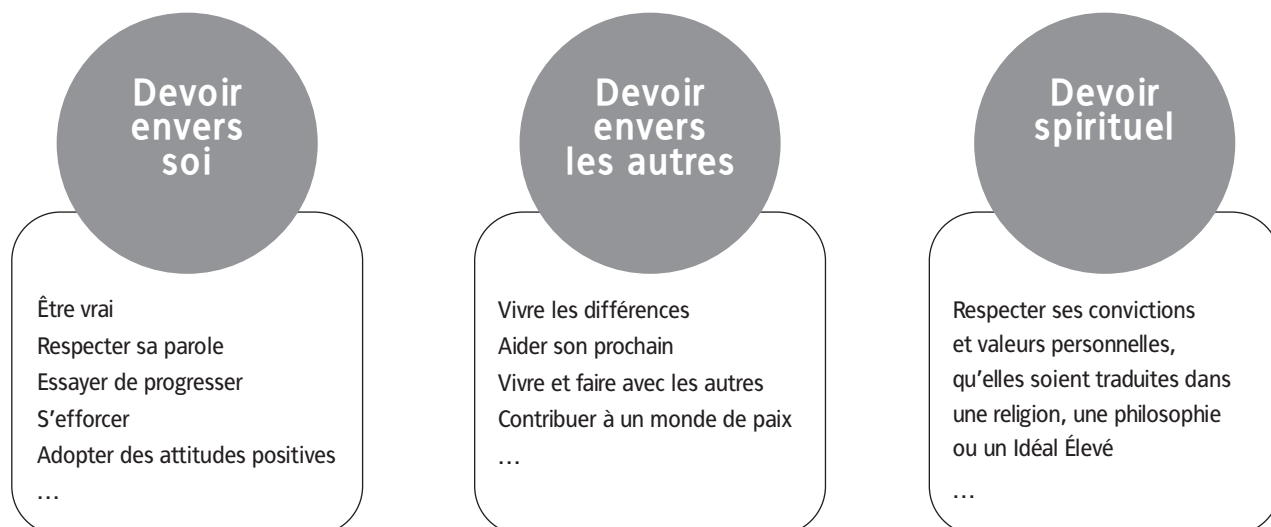 Devoir
envers
soi
Être vrai
Respecter sa parole
Essayer de progresser
S'efforcer
Adopter des attitudes positives
...
Devoir
envers
les autres
Vivre les différences
Aider son prochain
Vivre et faire avec les autres
Contribuer à un monde de paix
...
Devoir
spirituel
Respecter ses convictions
et valeurs personnelles,
qu'elles soient traduites dans
une religion, une philosophie
ou un Idéal Élevé
...